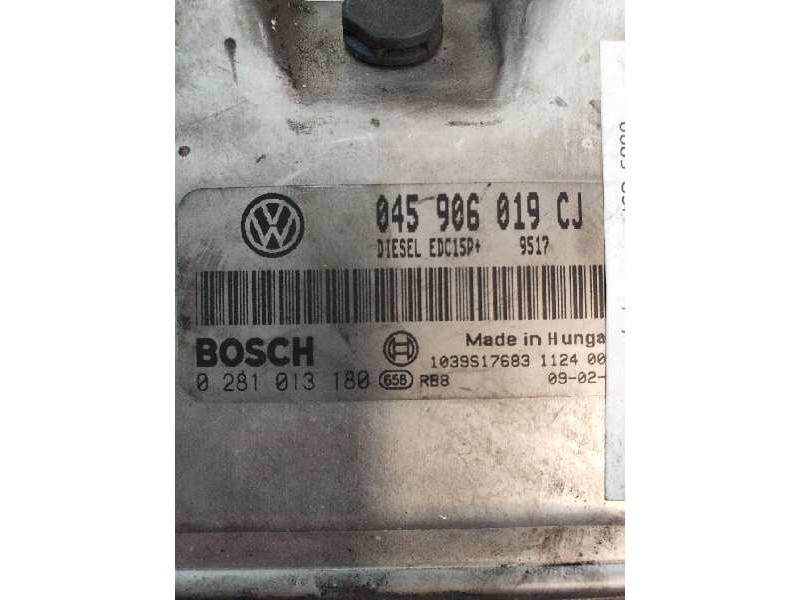 045 906 019 CJ
DIESEL EDC15P+ 9517
BOSCH
Made in Hunga
1039S17683 1124 00
0 281 013 180 658 RB8 09-02-